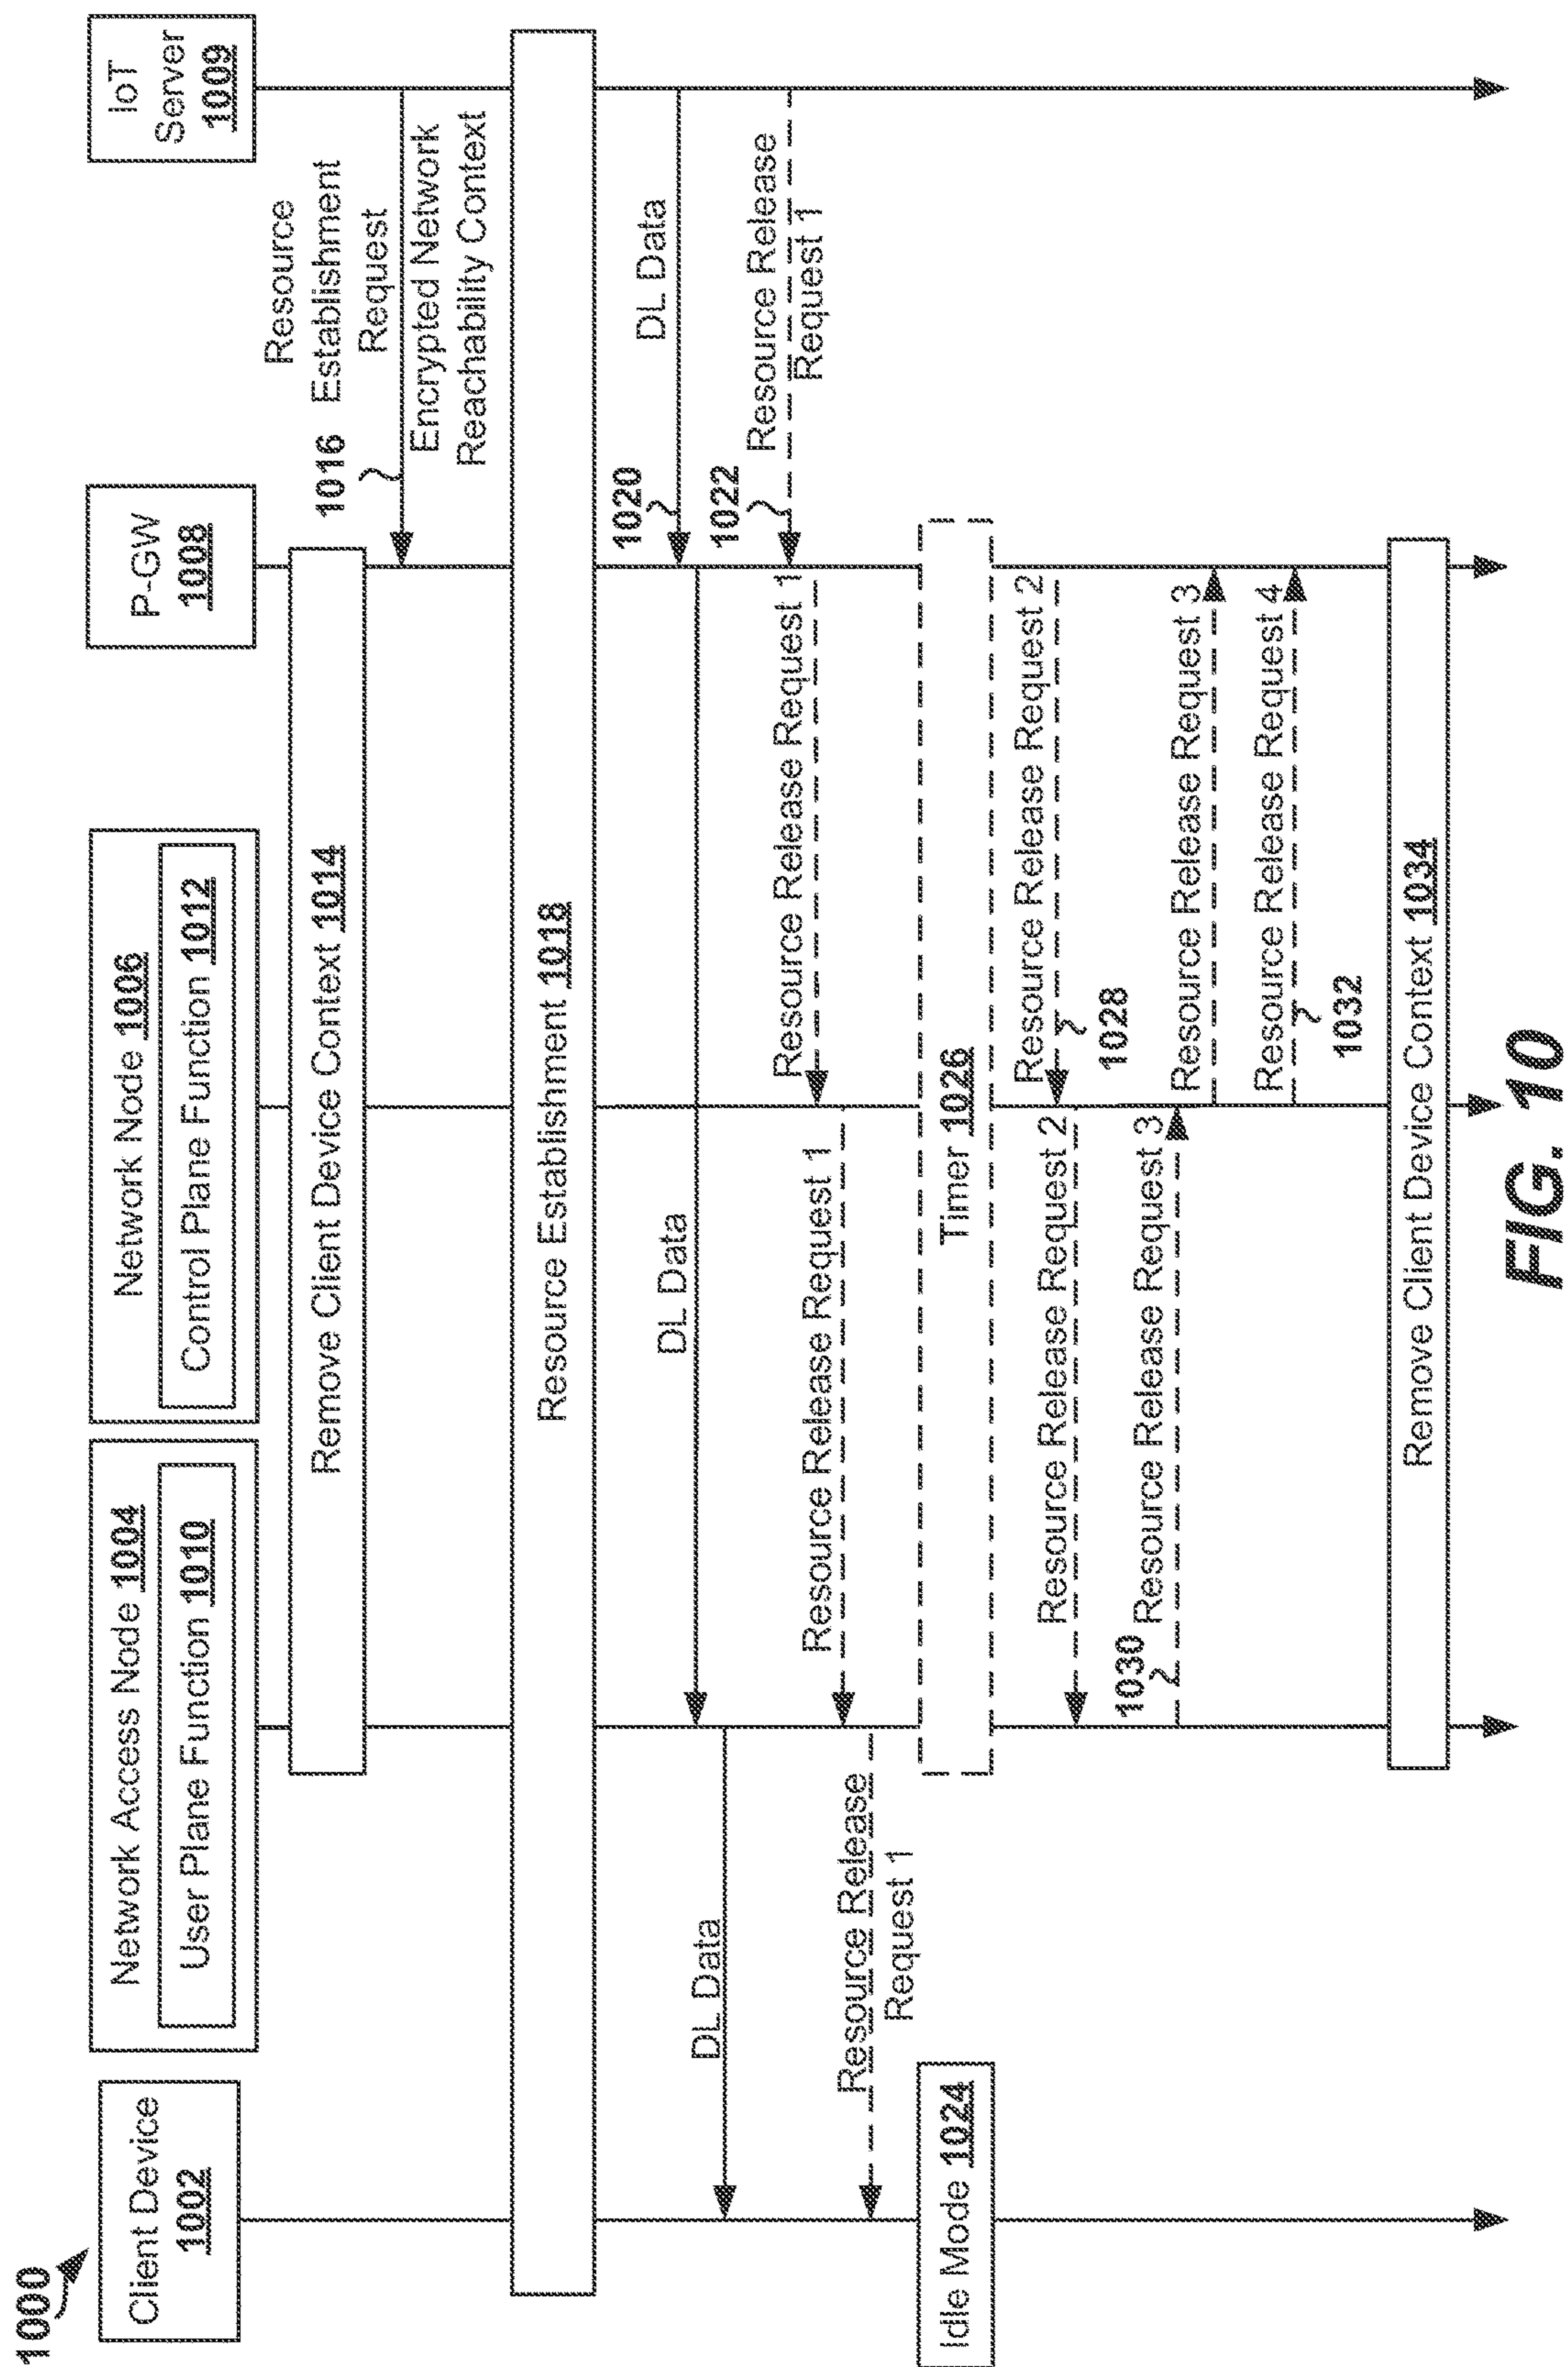 1000
Client Device
1002
Network Access Node 1004
User Plane Function 1010
Network Node 1006
Control Plane Function 1012
P-GW
1008
IoT
Server
1009
Remove Client Device Context 1014
Resource
1016 Establishment
Request
Encrypted Network
Reachability Context
Resource Establishment 1018
1020
DL Data
DL Data
DL Data
1022
Resource Release
Request 1
Resource Release Request 1
Resource Release Request 1
Resource Release
Request 1
Idle Mode 1024
Timer 1026
Resource Release Request 2
1028
Resource Release Request 2
1030
Resource Release Request 3
Resource Release Request 3
Resource Release Request 4
1032
Remove Client Device Context 1034
FIG. 10